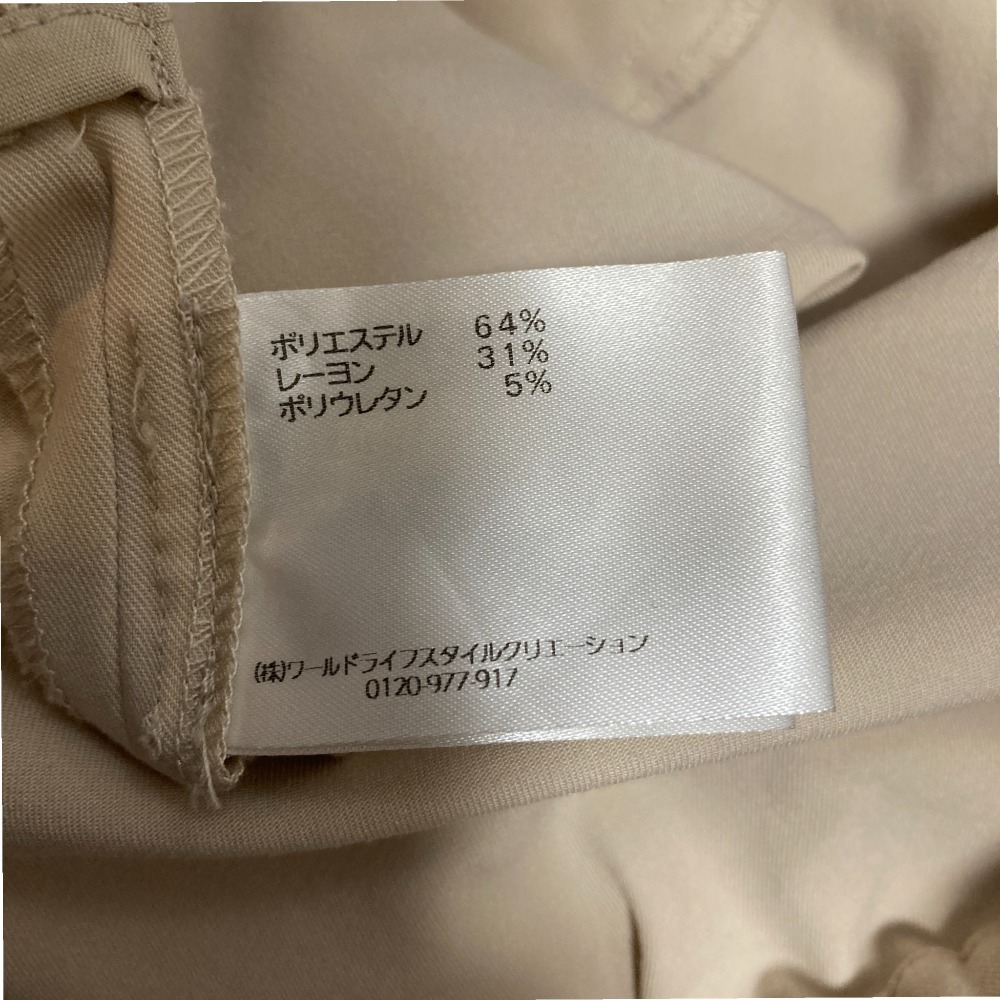 ポリエステル 64%
レーヨン 31%
ポリウレタン 5%
(株)ワールドライフスタイルクリエーション
0120-977-917